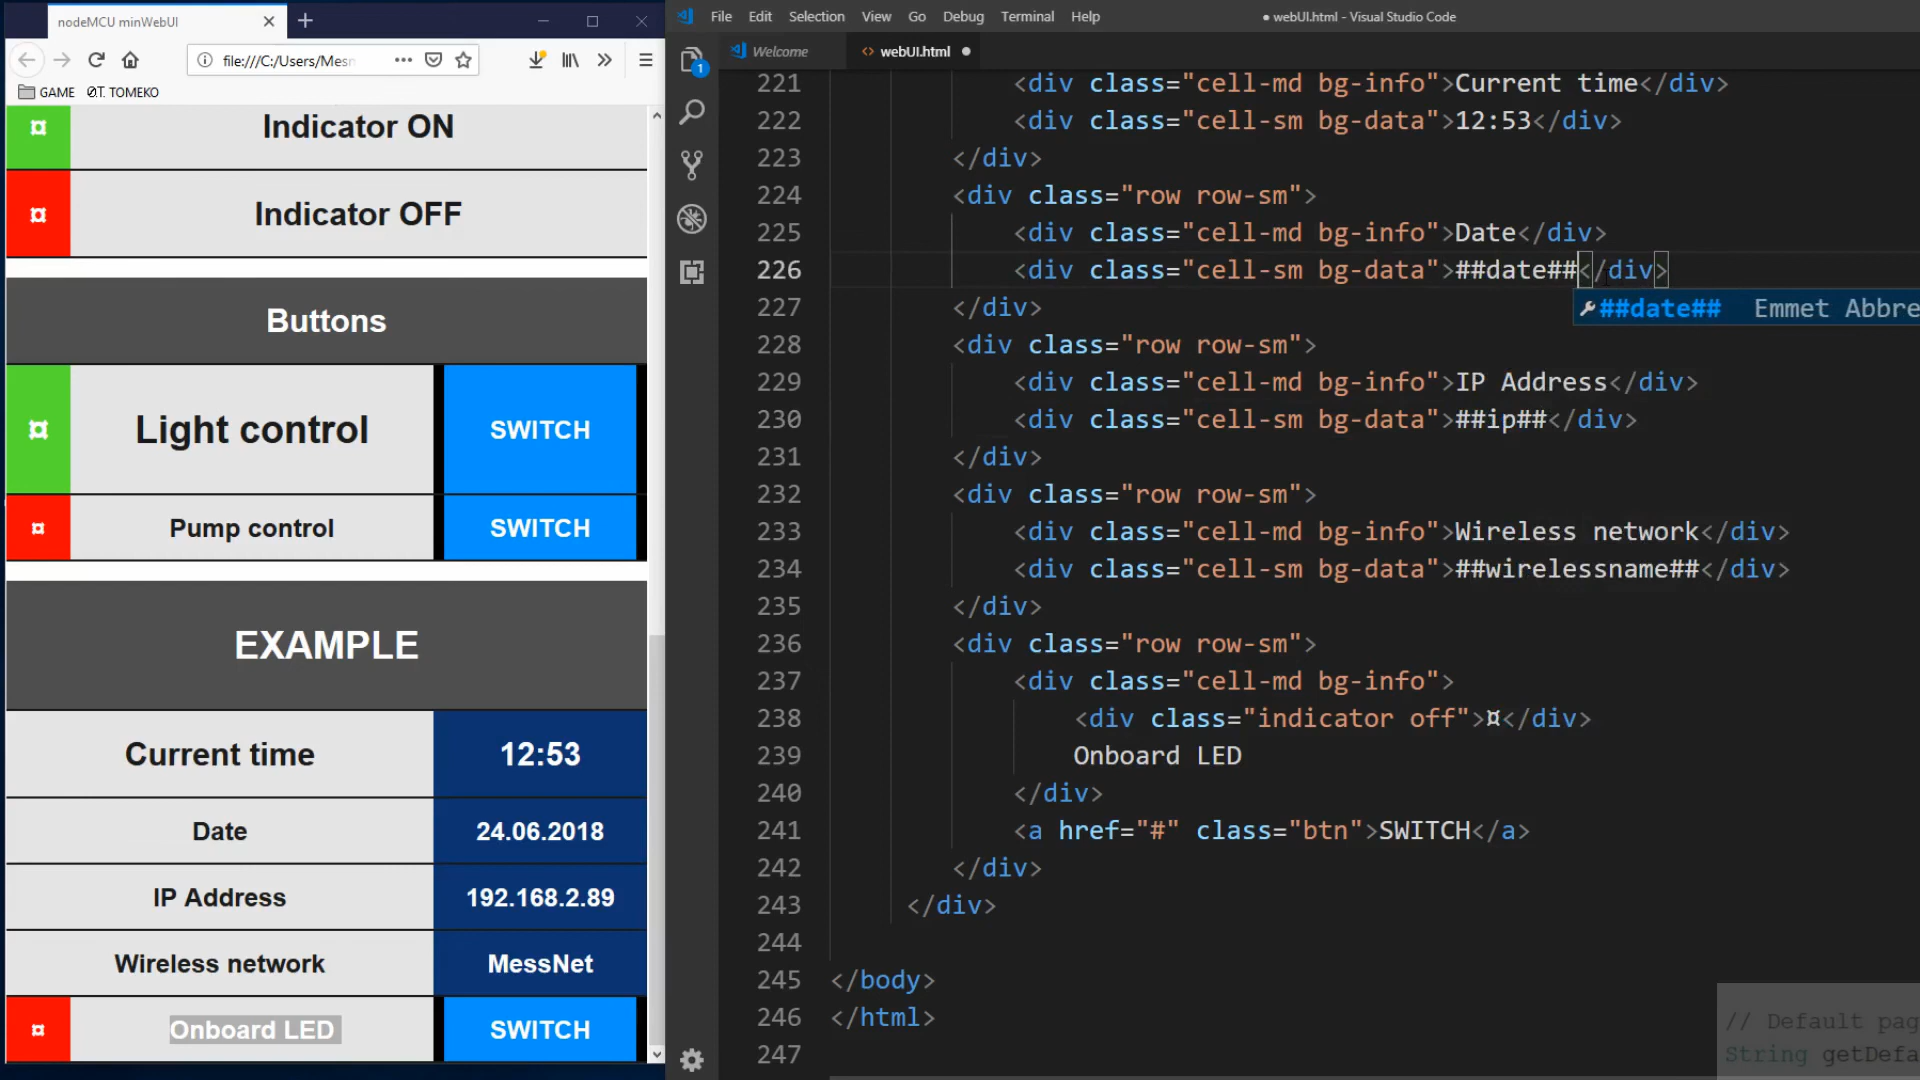 nodeMCU minWebUI
file:///C:/Users/Mesn
GAME
ØT. TOMEKO
¤ Indicator ON
¤ Indicator OFF
Buttons
¤ Light control SWITCH
¤ Pump control SWITCH
EXAMPLE
Current time 12:53
Date 24.06.2018
IP Address 192.168.2.89
Wireless network MessNet
¤ Onboard LED SWITCH
File Edit Selection View Go Debug Terminal Help
● webUI.html - Visual Studio Code
Welcome
<> webUI.html ●
1
221 <div class="cell-md bg-info">Current time</div>
222 <div class="cell-sm bg-data">12:53</div>
223 </div>
224 <div class="row row-sm">
225 <div class="cell-md bg-info">Date</div>
226 <div class="cell-sm bg-data">##date##</div>
##date## Emmet Abbre
227 </div>
228 <div class="row row-sm">
229 <div class="cell-md bg-info">IP Address</div>
230 <div class="cell-sm bg-data">##ip##</div>
231 </div>
232 <div class="row row-sm">
233 <div class="cell-md bg-info">Wireless network</div>
234 <div class="cell-sm bg-data">##wirelessname##</div>
235 </div>
236 <div class="row row-sm">
237 <div class="cell-md bg-info">
238 <div class="indicator off">¤</div>
239 Onboard LED
240 </div>
241 <a href="#" class="btn">SWITCH</a>
242 </div>
243 </div>
244
245 </body>
246 </html>
247
// Default pag
String getDefa